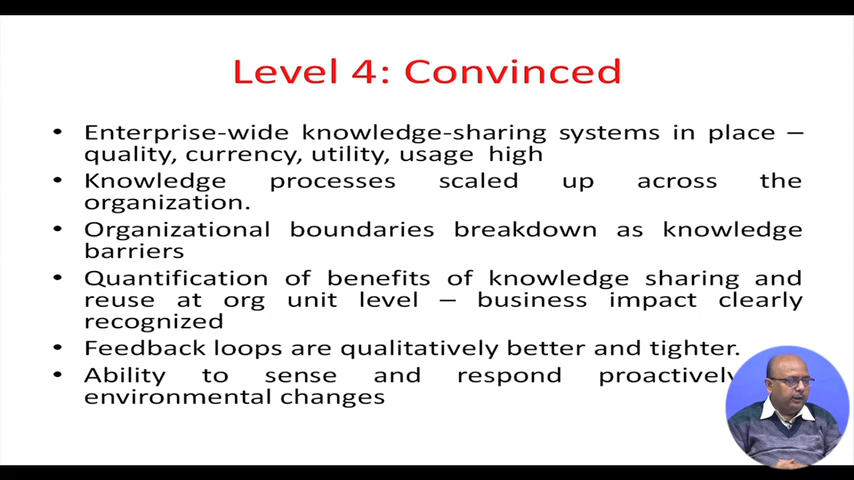 Level 4: Convinced
• Enterprise-wide knowledge-sharing systems in place –
quality, currency, utility, usage high
• Knowledge processes scaled up across the
organization.
• Organizational boundaries breakdown as knowledge
barriers
• Quantification of benefits of knowledge sharing and
reuse at org unit level – business impact clearly
recognized
• Feedback loops are qualitatively better and tighter.
• Ability to sense and respond proactively
environmental changes